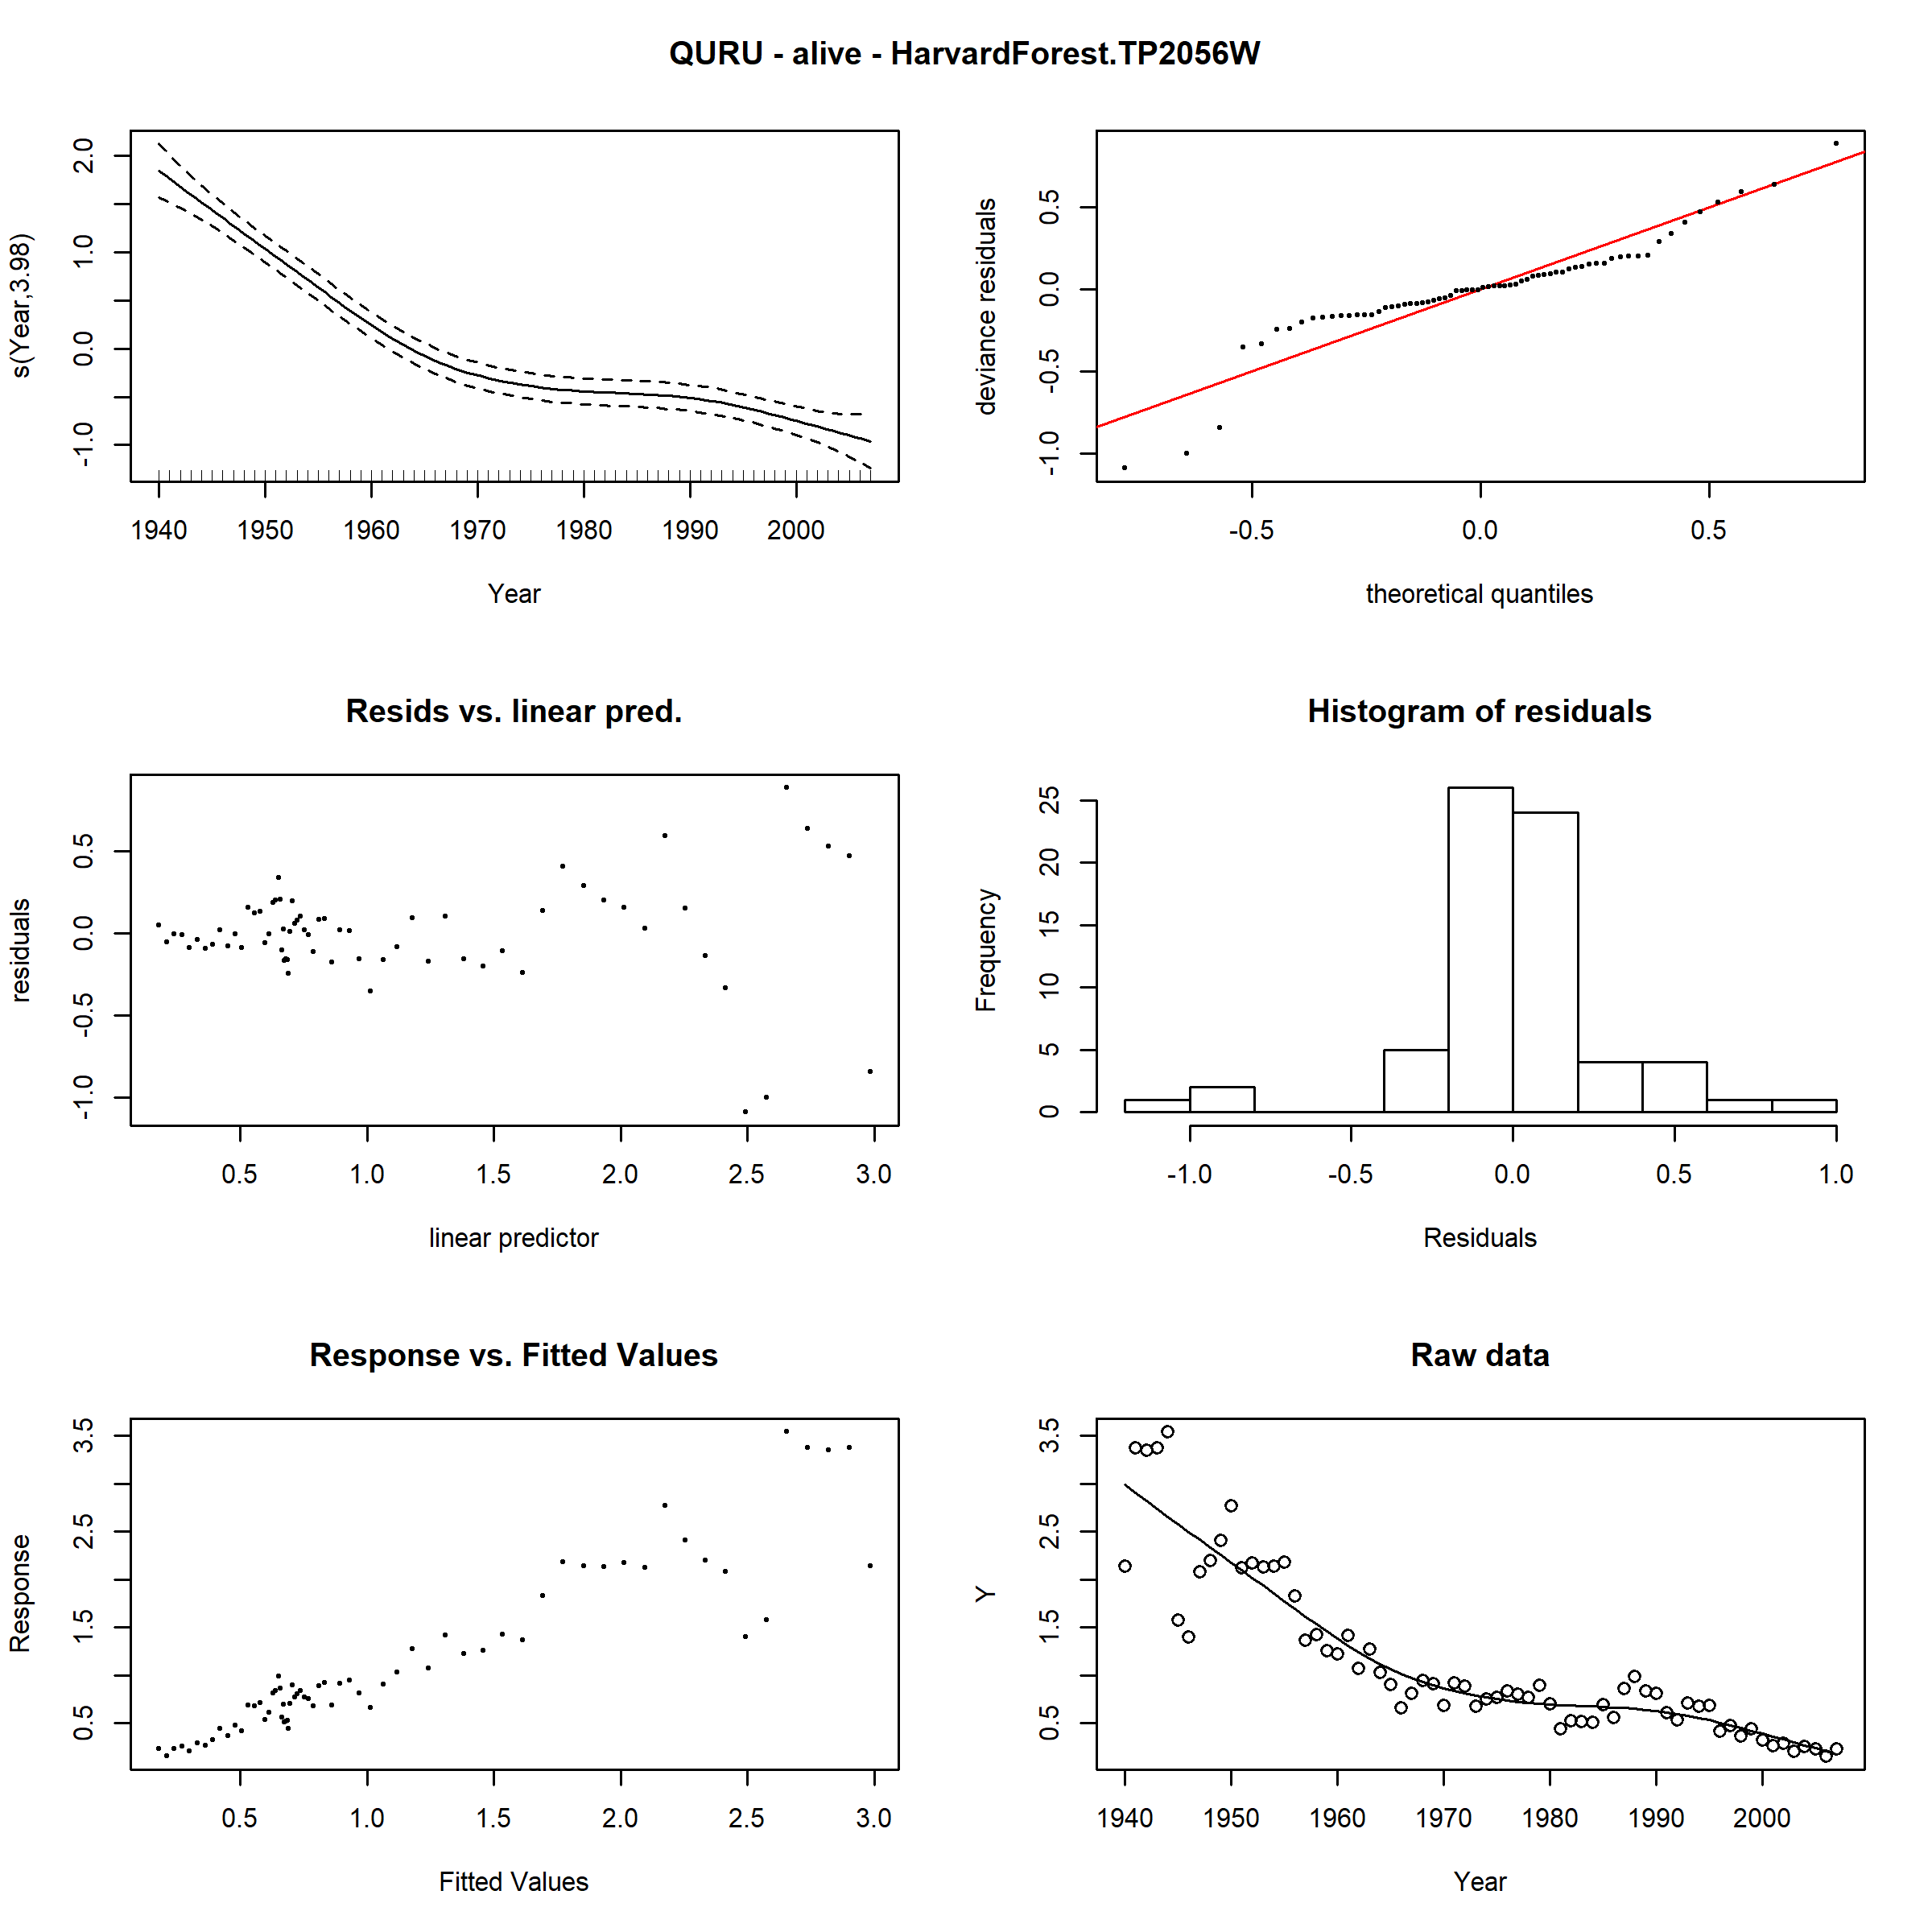 QURU - alive - HarvardForest.TP2056W
s(Year,3.98)
2.0
1.0
0.0
-1.0
1940 1950 1960 1970 1980 1990 2000
Year
deviance residuals
0.5
0.0
-0.5
-1.0
-0.5 0.0 0.5
theoretical quantiles
Resids vs. linear pred.
residuals
0.5
0.0
-0.5
-1.0
0.5 1.0 1.5 2.0 2.5 3.0
linear predictor
Histogram of residuals
Frequency
25
20
15
10
5
0
-1.0 -0.5 0.0 0.5 1.0
Residuals
Response vs. Fitted Values
Response
3.5
2.5
1.5
0.5
0.5 1.0 1.5 2.0 2.5 3.0
Fitted Values
Raw data
Y
3.5
2.5
1.5
0.5
1940 1950 1960 1970 1980 1990 2000
Year